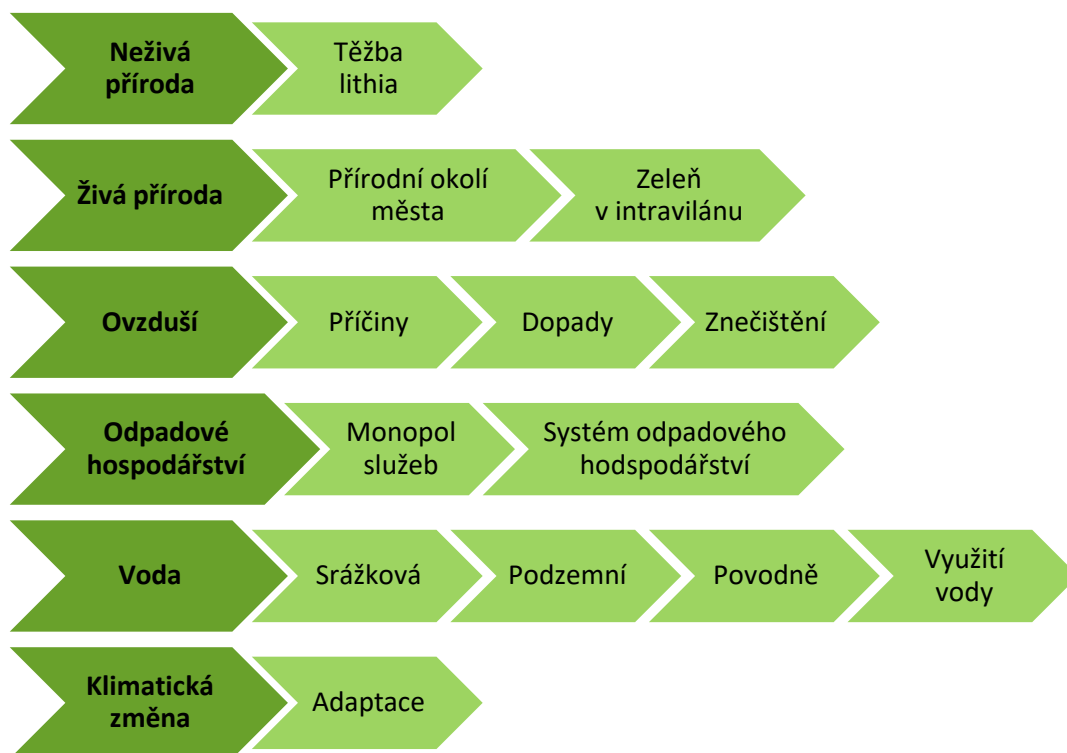 Neživá
příroda
Těžba
lithia
Živá příroda
Přírodní okolí
města
Zeleň
v intravilánu
Ovzduší
Příčiny
Dopady
Znečištění
Odpadové
hospodářství
Monopol
služeb
Systém odpadového
hodspodářství
Voda
Srážková
Podzemní
Povodně
Využití
vody
Klimatická
změna
Adaptace